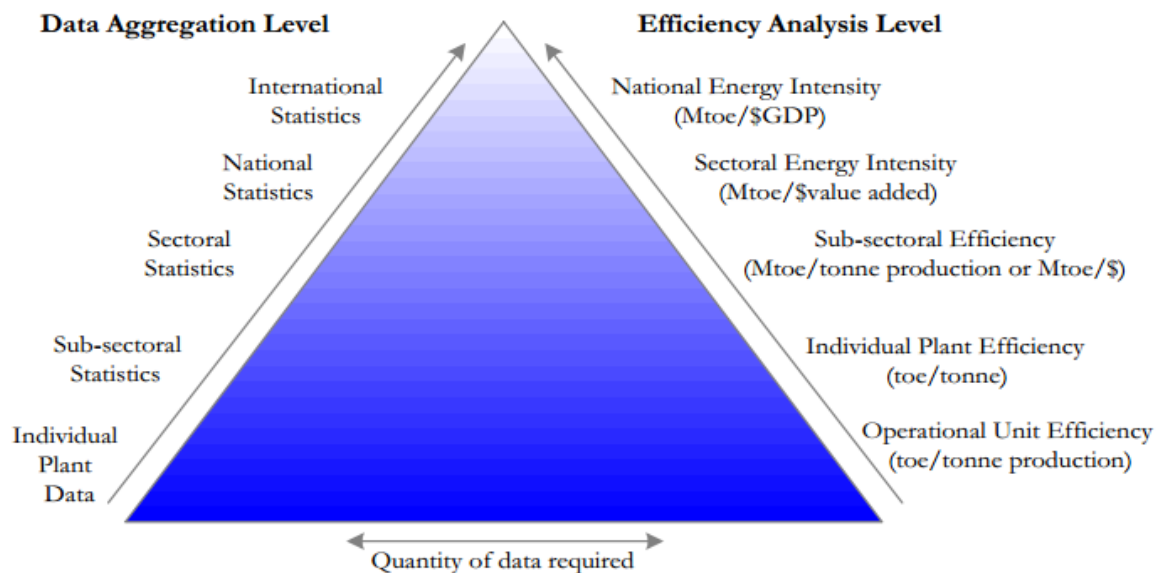 Data Aggregation Level
Efficiency Analysis Level
International
Statistics
National Energy Intensity
(Mtoe/$GDP)
National
Statistics
Sectoral Energy Intensity
(Mtoe/$value added)
Sectoral
Statistics
Sub-sectoral Efficiency
(Mtoe/tonne production or Mtoe/$)
Sub-sectoral
Statistics
Individual Plant Efficiency
(toe/tonne)
Individual
Plant
Data
Operational Unit Efficiency
(toe/tonne production)
Quantity of data required